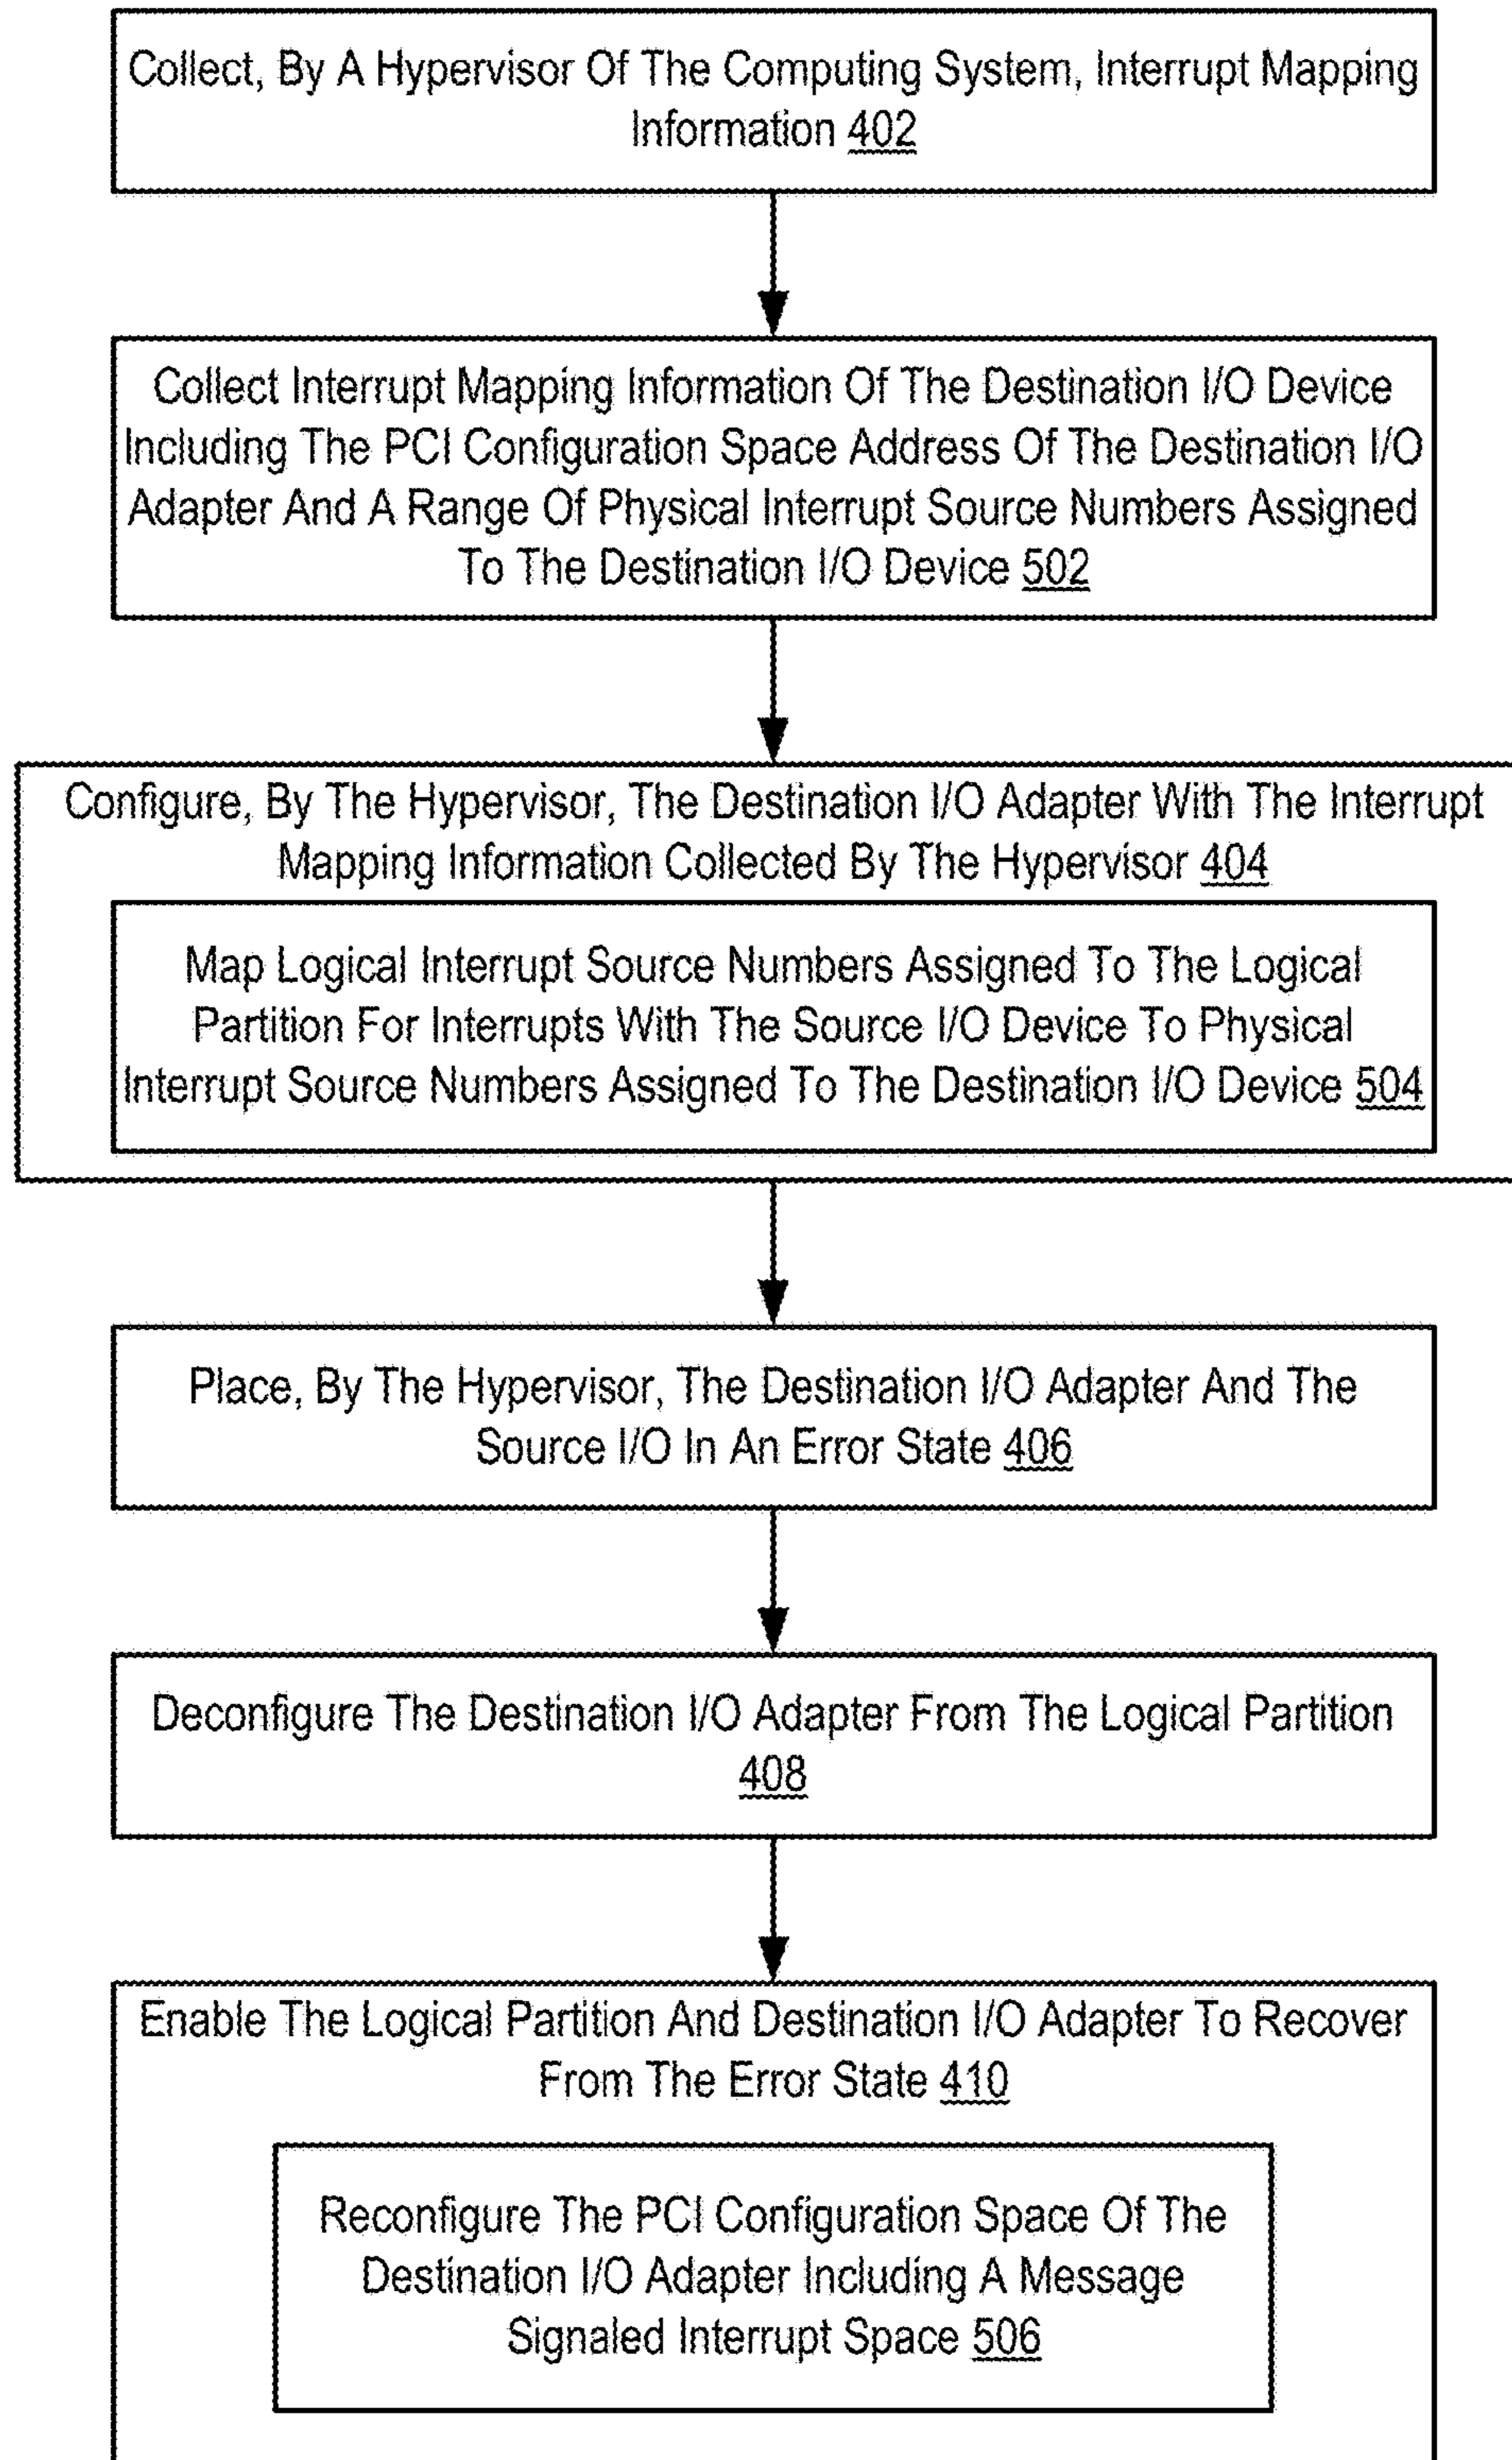 Collect, By A Hypervisor Of The Computing System, Interrupt Mapping
Information 402
Collect Interrupt Mapping Information Of The Destination I/O Device
Including The PCI Configuration Space Address Of The Destination I/O
Adapter And A Range Of Physical Interrupt Source Numbers Assigned
To The Destination I/O Device 502
Configure, By The Hypervisor, The Destination I/O Adapter With The Interrupt
Mapping Information Collected By The Hypervisor 404
Map Logical Interrupt Source Numbers Assigned To The Logical
Partition For Interrupts With The Source I/O Device To Physical
Interrupt Source Numbers Assigned To The Destination I/O Device 504
Place, By The Hypervisor, The Destination I/O Adapter And The
Source I/O In An Error State 406
Deconfigure The Destination I/O Adapter From The Logical Partition
408
Enable The Logical Partition And Destination I/O Adapter To Recover
From The Error State 410
Reconfigure The PCI Configuration Space Of The
Destination I/O Adapter Including A Message
Signaled Interrupt Space 506